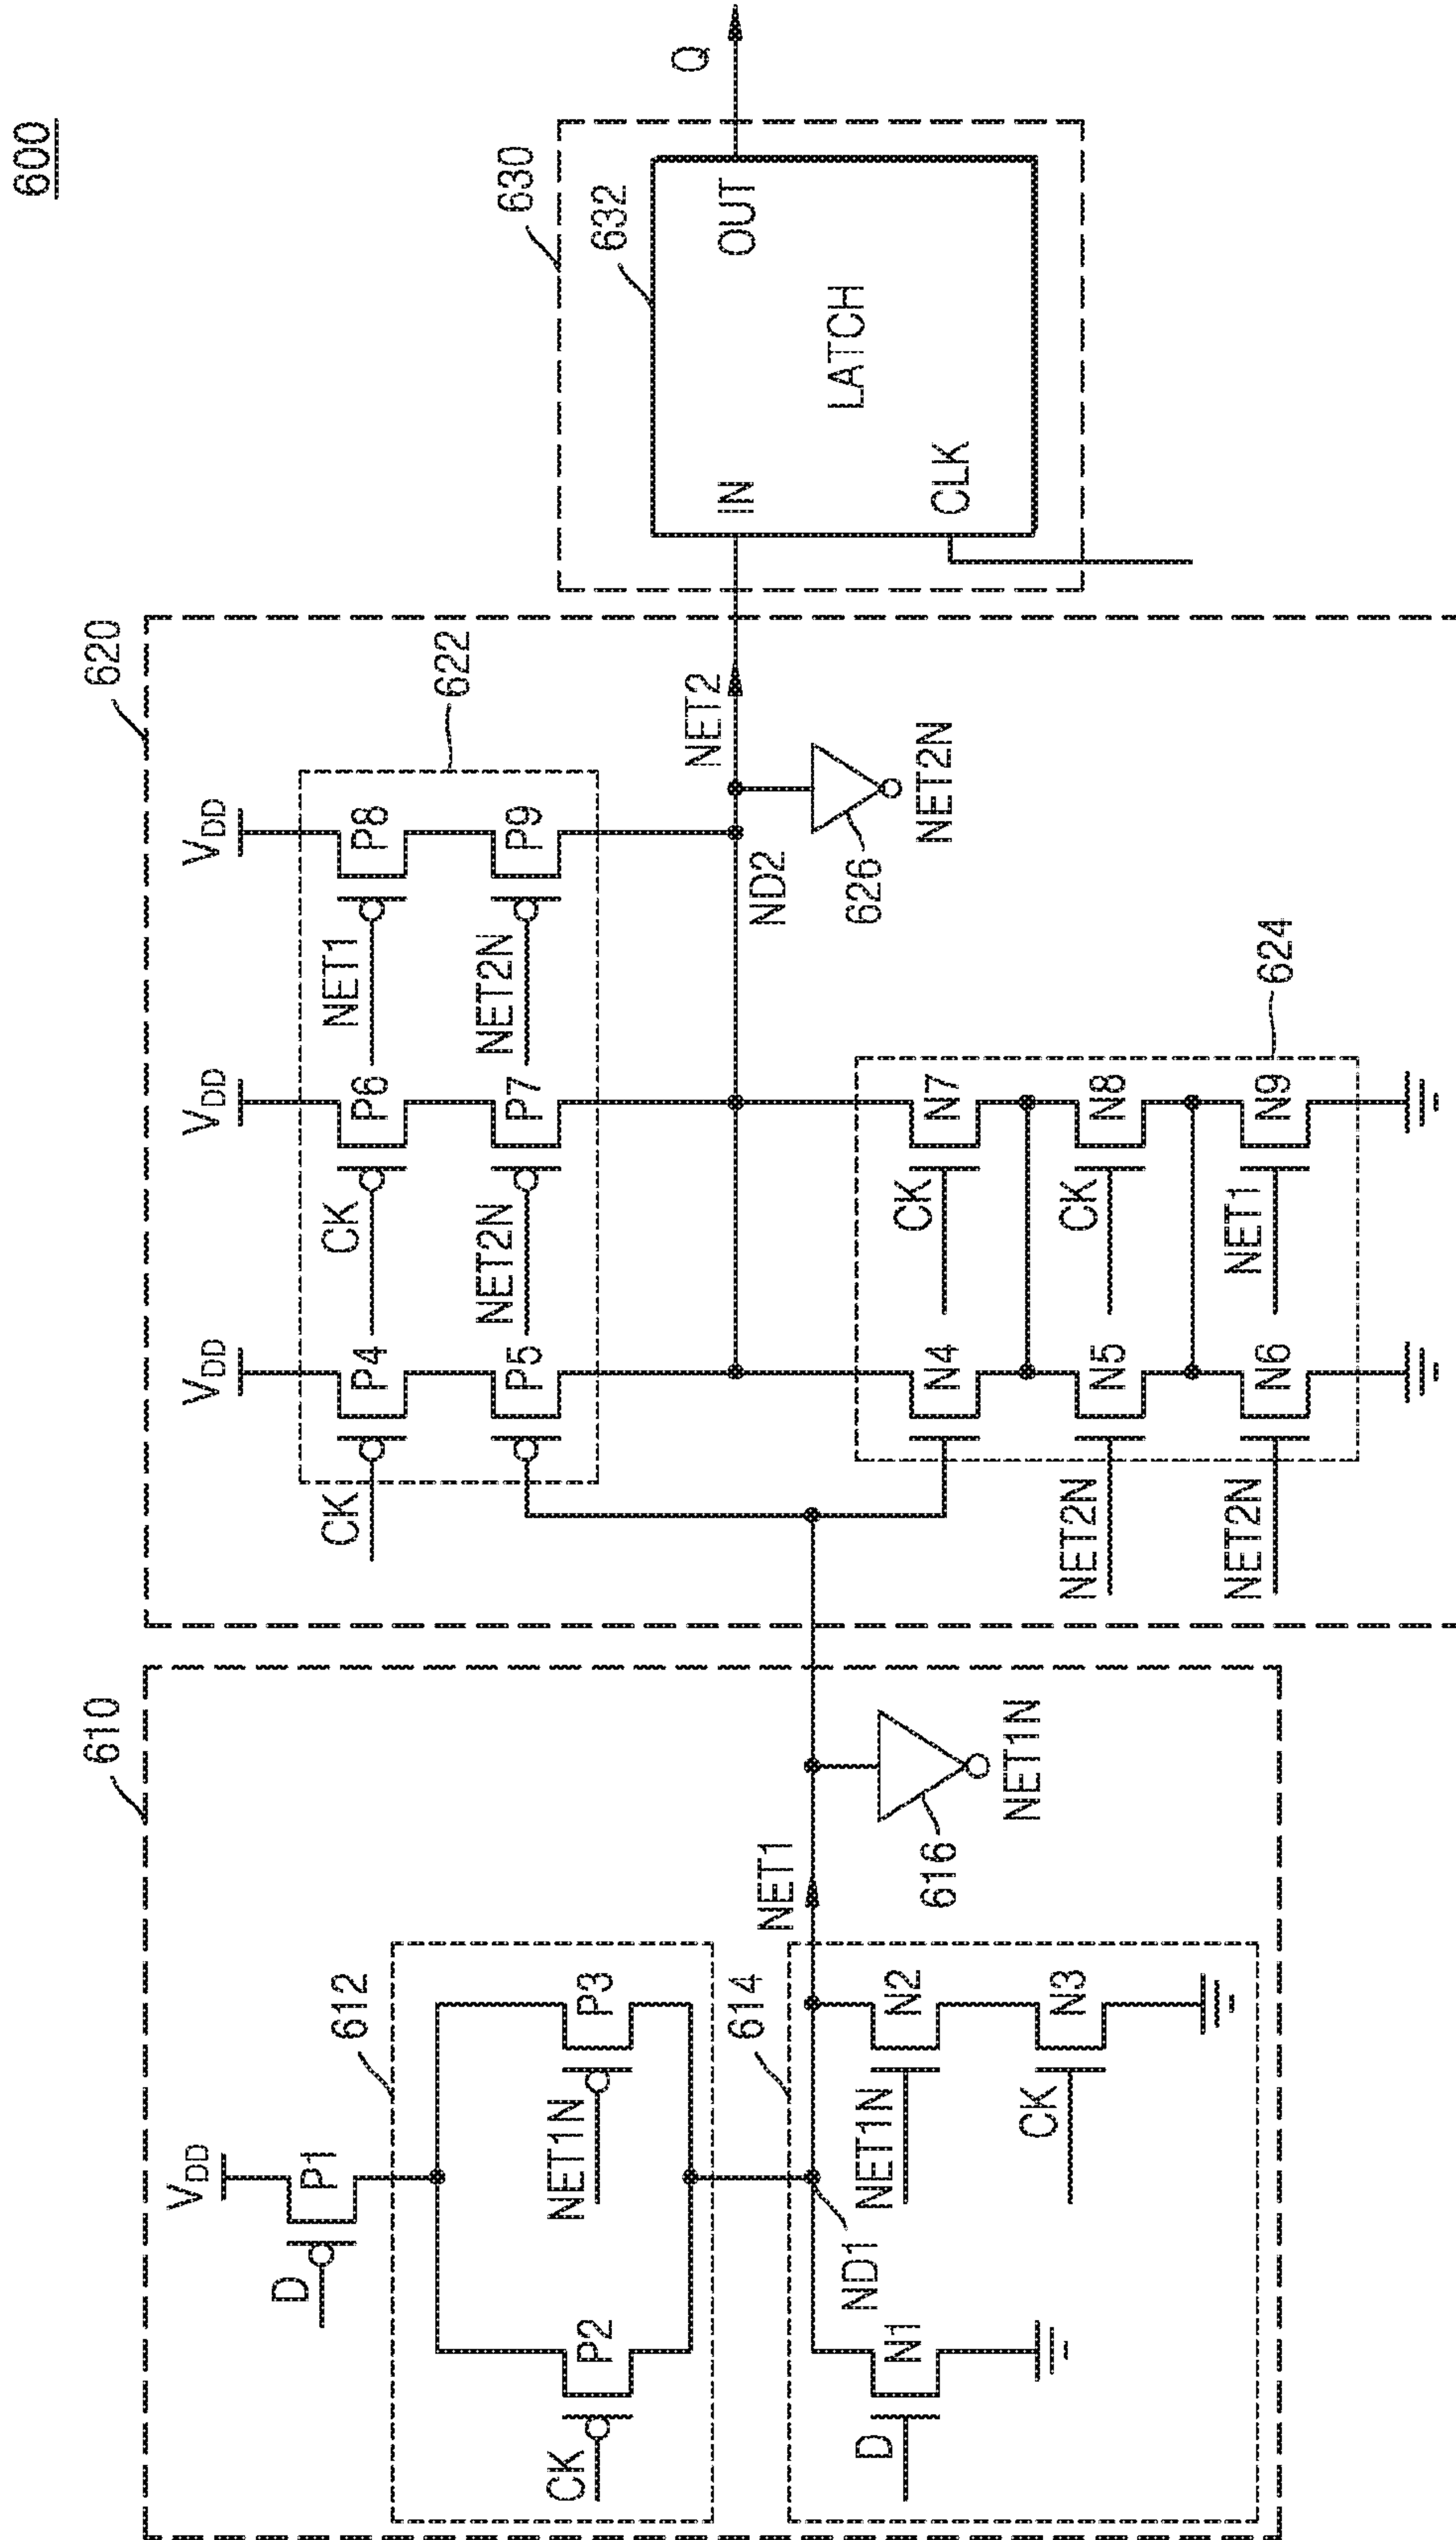 600
610
VDD
D
P1
612
CK
P2
NET1N
P3
614
ND1
D
N1
NET1N
N2
CK
N3
NET1
616
NET1N
620
622
VDD
VDD
VDD
CK
P4
CK
P6
NET1
P8
P5
NET2N
P7
NET2N
P9
NET2
ND2
626
NET2N
624
N4
CK
N7
NET2N
N5
CK
N8
NET2N
N6
NET1
N9
630
632
IN
OUT
LATCH
CLK
Q